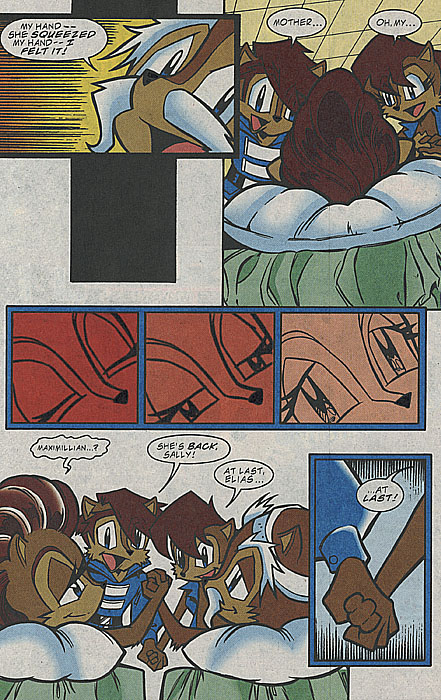 MY HAND--
SHE SQUEEZED
MY HAND--I
FELT IT!
MOTHER...
OH, MY...
MAXIMILLIAN...?
SHE'S BACK,
SALLY!
AT LAST,
ELIAS...
...AT
LAST!